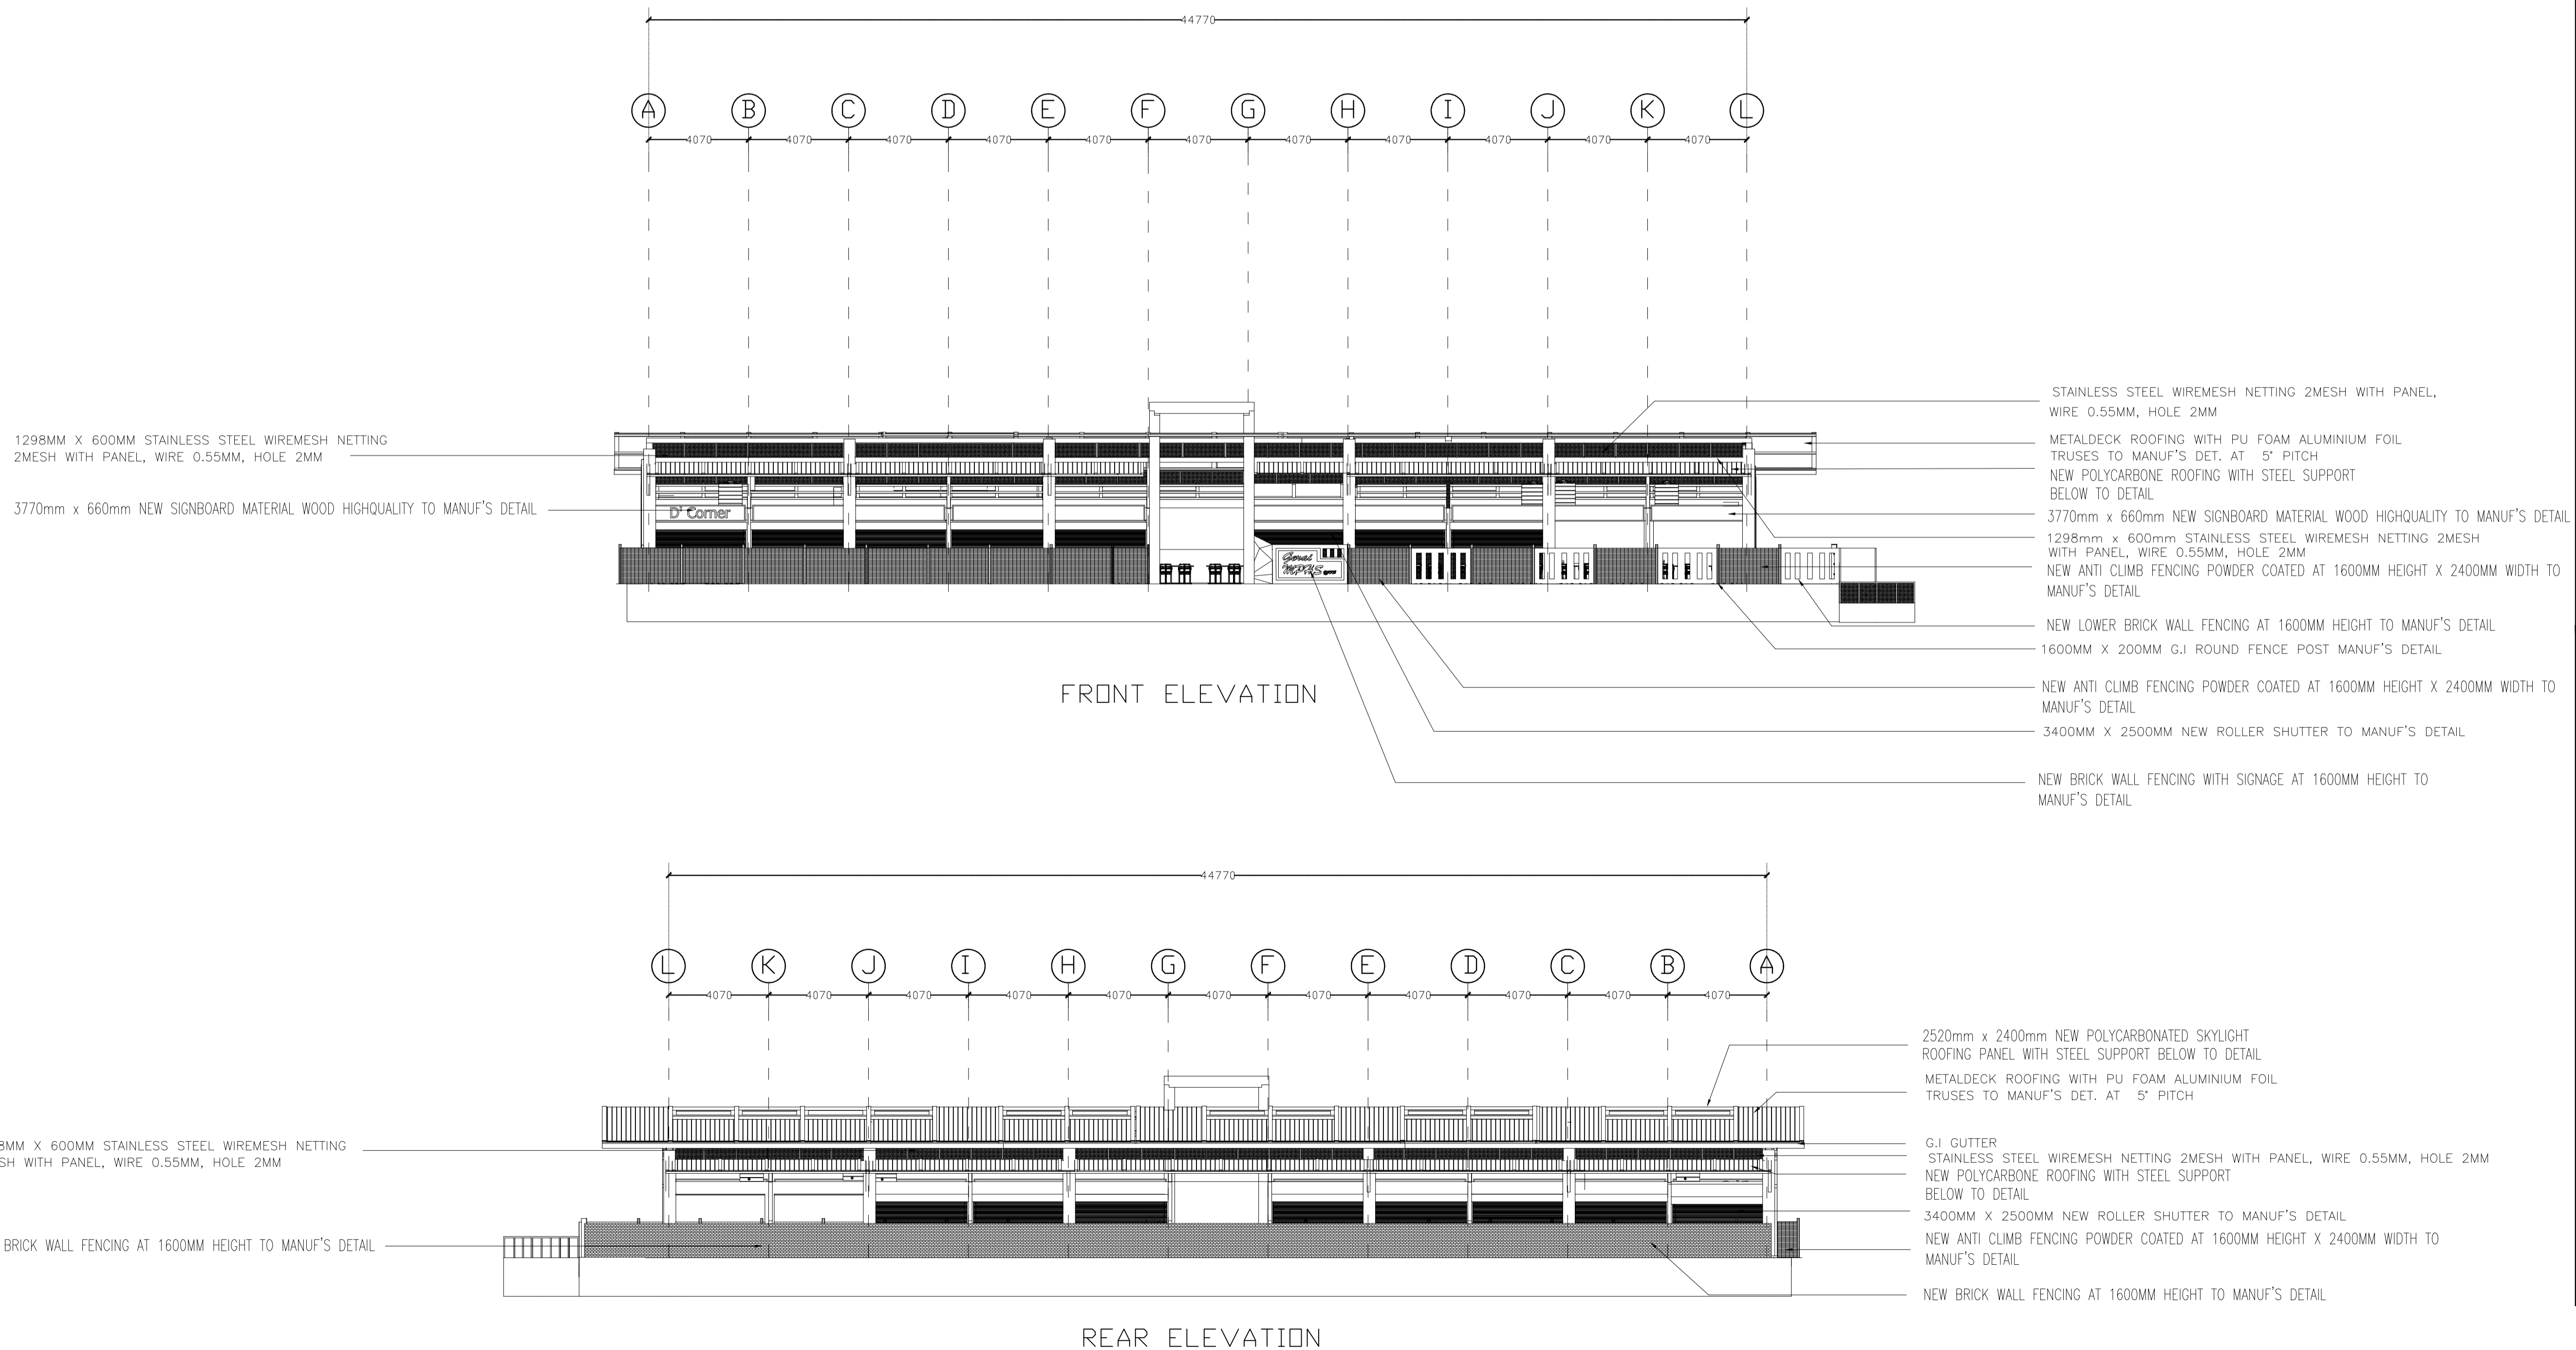 44770
A B C D E F G H I J K L
4070 4070 4070 4070 4070 4070 4070 4070 4070 4070 4070
1298MM X 600MM STAINLESS STEEL WIREMESH NETTING
2MESH WITH PANEL, WIRE 0.55MM, HOLE 2MM
3770mm x 660mm NEW SIGNBOARD MATERIAL WOOD HIGHQUALITY TO MANUF'S DETAIL
D' Corner
Gerai
MPHS
STAINLESS STEEL WIREMESH NETTING 2MESH WITH PANEL,
WIRE 0.55MM, HOLE 2MM
METALDECK ROOFING WITH PU FOAM ALUMINIUM FOIL
TRUSES TO MANUF'S DET. AT 5° PITCH
NEW POLYCARBONE ROOFING WITH STEEL SUPPORT
BELOW TO DETAIL
3770mm x 660mm NEW SIGNBOARD MATERIAL WOOD HIGHQUALITY TO MANUF'S DETAIL
1298mm x 600mm STAINLESS STEEL WIREMESH NETTING 2MESH
WITH PANEL, WIRE 0.55MM, HOLE 2MM
NEW ANTI CLIMB FENCING POWDER COATED AT 1600MM HEIGHT X 2400MM WIDTH TO
MANUF'S DETAIL
NEW LOWER BRICK WALL FENCING AT 1600MM HEIGHT TO MANUF'S DETAIL
1600MM X 200MM G.I ROUND FENCE POST MANUF'S DETAIL
NEW ANTI CLIMB FENCING POWDER COATED AT 1600MM HEIGHT X 2400MM WIDTH TO
MANUF'S DETAIL
3400MM X 2500MM NEW ROLLER SHUTTER TO MANUF'S DETAIL
NEW BRICK WALL FENCING WITH SIGNAGE AT 1600MM HEIGHT TO
MANUF'S DETAIL
FRONT ELEVATION
44770
L K J I H G F E D C B A
4070 4070 4070 4070 4070 4070 4070 4070 4070 4070 4070
8MM X 600MM STAINLESS STEEL WIREMESH NETTING
SH WITH PANEL, WIRE 0.55MM, HOLE 2MM
BRICK WALL FENCING AT 1600MM HEIGHT TO MANUF'S DETAIL
2520mm x 2400mm NEW POLYCARBONATED SKYLIGHT
ROOFING PANEL WITH STEEL SUPPORT BELOW TO DETAIL
METALDECK ROOFING WITH PU FOAM ALUMINIUM FOIL
TRUSES TO MANUF'S DET. AT 5° PITCH
G.I GUTTER
STAINLESS STEEL WIREMESH NETTING 2MESH WITH PANEL, WIRE 0.55MM, HOLE 2MM
NEW POLYCARBONE ROOFING WITH STEEL SUPPORT
BELOW TO DETAIL
3400MM X 2500MM NEW ROLLER SHUTTER TO MANUF'S DETAIL
NEW ANTI CLIMB FENCING POWDER COATED AT 1600MM HEIGHT X 2400MM WIDTH TO
MANUF'S DETAIL
NEW BRICK WALL FENCING AT 1600MM HEIGHT TO MANUF'S DETAIL
REAR ELEVATION